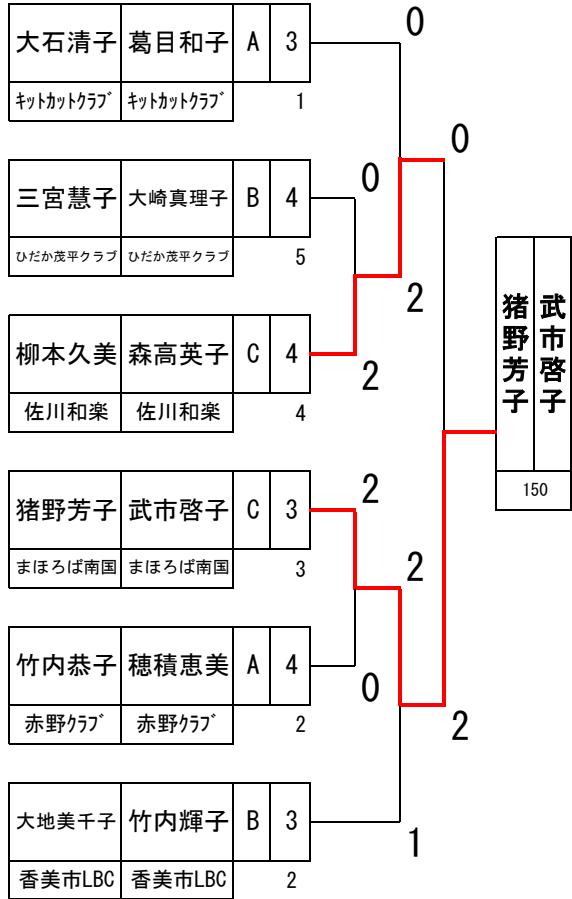 大石清子 葛目和子 A 3
ｷｯﾄｶｯﾄｸﾗﾌﾞ ｷｯﾄｶｯﾄｸﾗﾌﾞ 1
0
三宮慧子 大崎真理子 B 4
ひだか茂平クラブ ひだか茂平クラブ 5
0
0
柳本久美 森高英子 C 4
佐川和楽 佐川和楽 4
2
2
猪野芳子 武市啓子 C 3
まほろば南国 まほろば南国 3
2
2
竹内恭子 穂積恵美 A 4
赤野ｸﾗﾌﾞ 赤野ｸﾗﾌﾞ 2
0
2
大地美千子 竹内輝子 B 3
香美市LBC 香美市LBC 2
1
猪野芳子 武市啓子
150